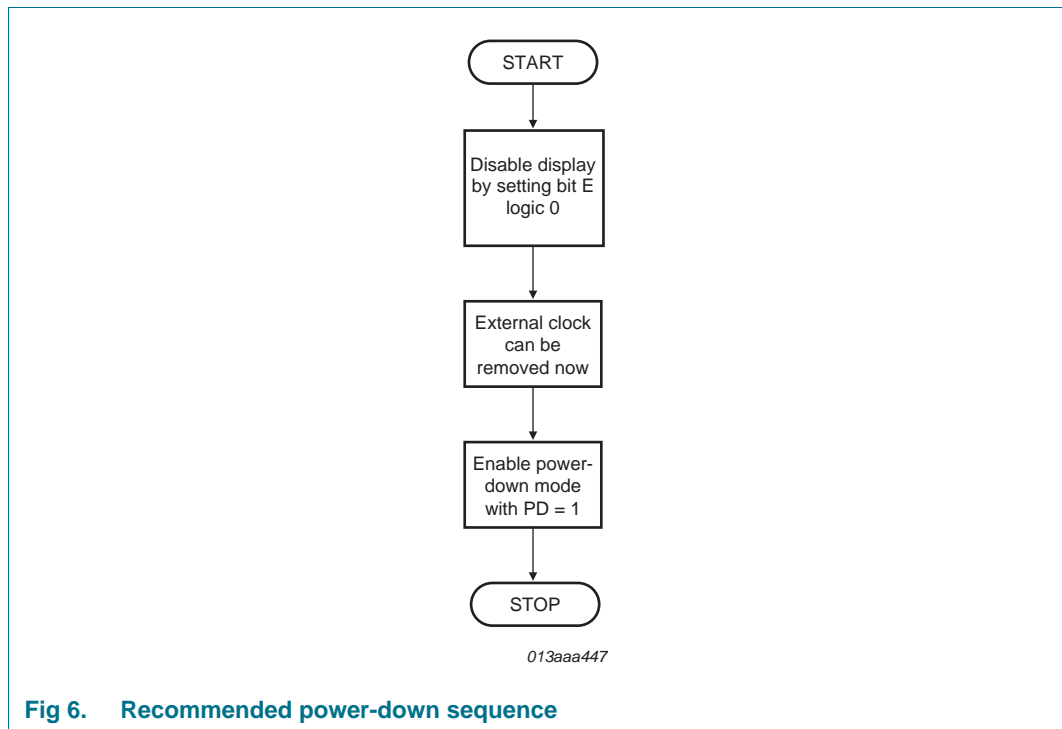 START
Disable display
by setting bit E
logic 0
External clock
can be
removed now
Enable power-
down mode
with PD = 1
STOP
013aaa447
Fig 6. Recommended power-down sequence